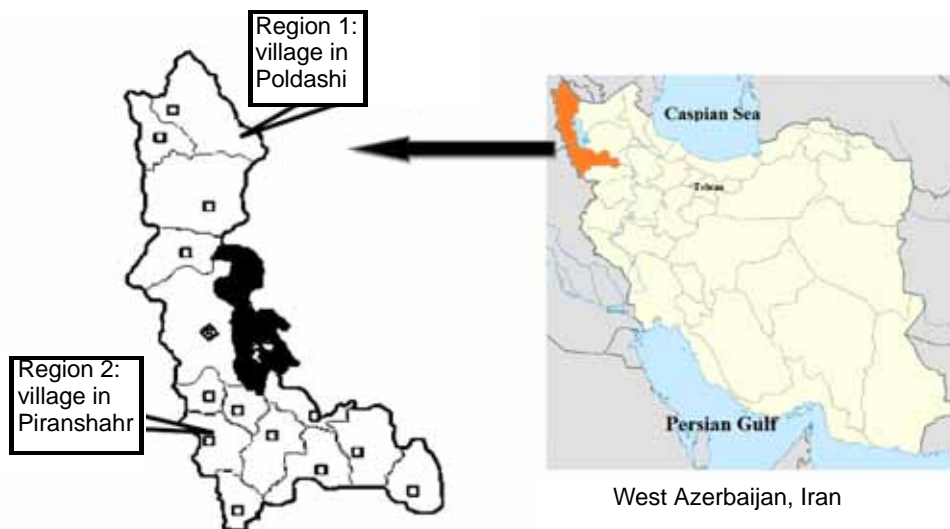 Region 1:
village in
Poldashi
Caspian Sea
Tehran
Region 2:
village in
Piranshahr
Persian Gulf
West Azerbaijan, Iran